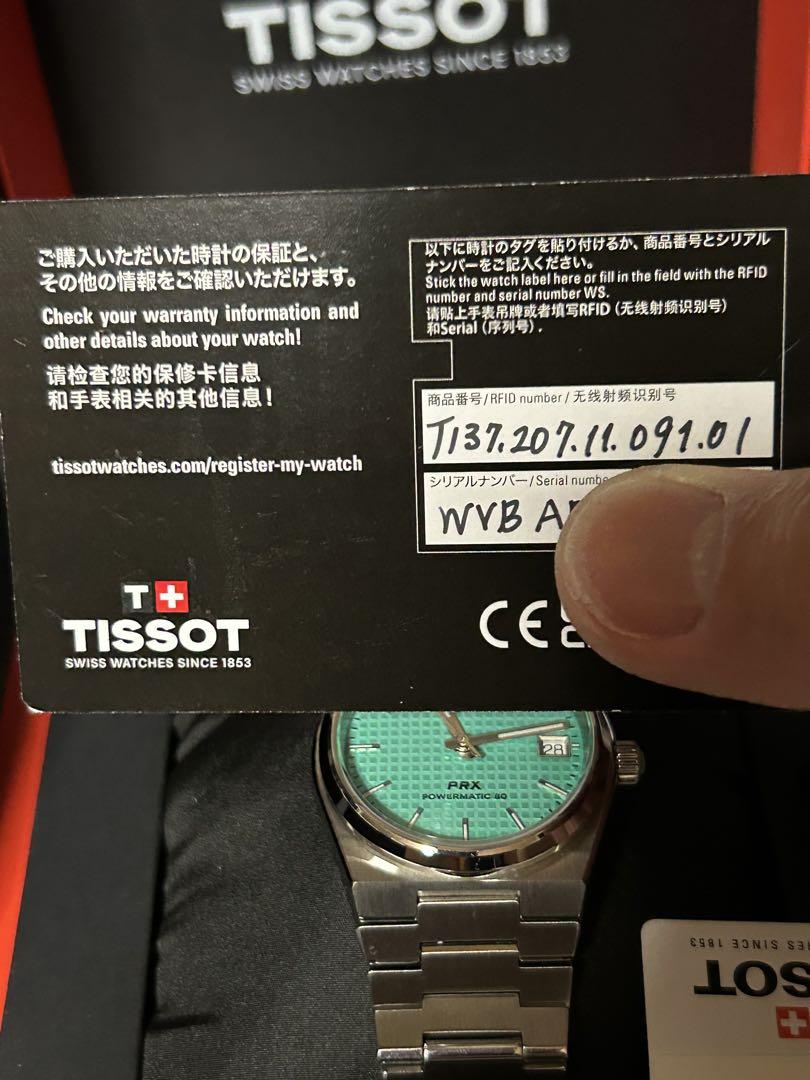 TISSOT
SWISS WATCHES SINCE 1853
ご購入いただいた時計の保証と、
その他の情報をご確認いただけます。
Check your warranty information and
other details about your watch!
请检查您的保修卡信息
和手表相关的其他信息！
tissotwatches.com/register-my-watch
T+
TISSOT
SWISS WATCHES SINCE 1853
以下に時計のタグを貼り付けるか、商品番号とシリアル
ナンバーをご記入ください。
Stick the watch label here or fill in the field with the RFID
number and serial number WS.
请贴上手表吊牌或者填写RFID（无线射频识别号）
和Serial（序列号）.
商品番号/RFID number/无线射频识别号
T137.207.11.091.01
シリアルナンバー/Serial numbe
WVB A
CE
28
PRX
POWERMATIC 80
HES SINCE 1853
TISSO